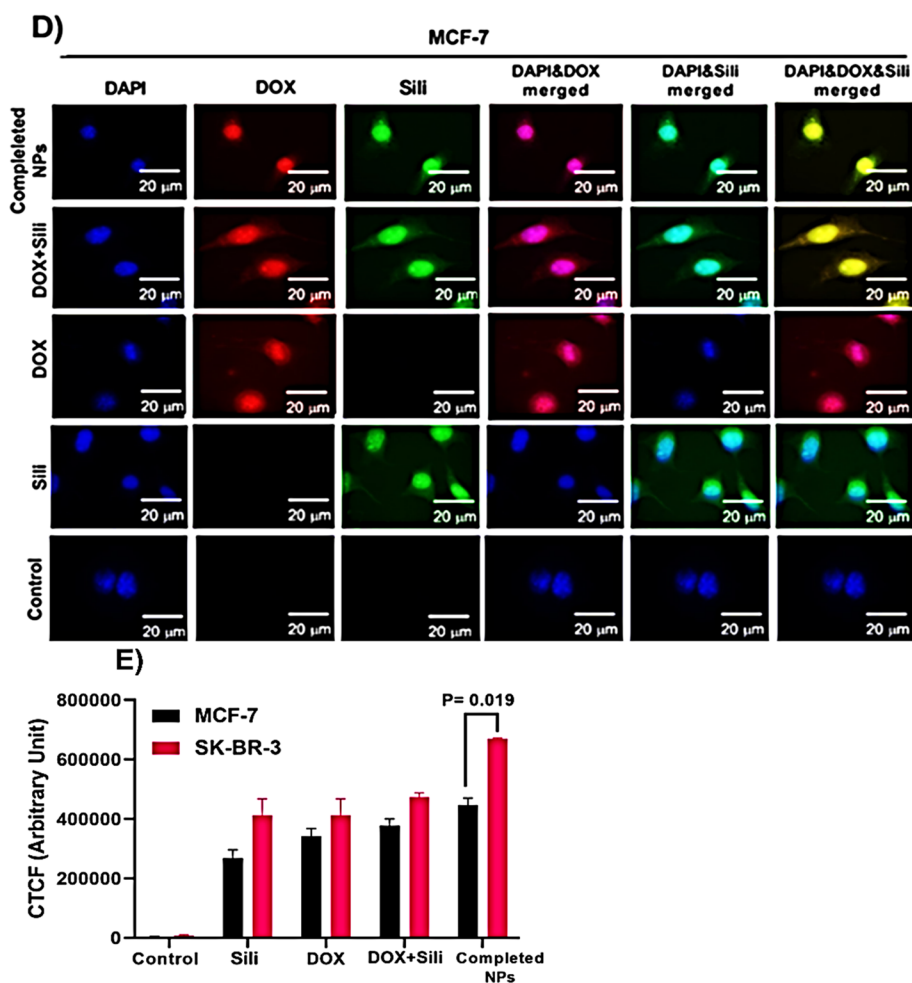 D)
MCF-7
DAPI
DOX
Sili
DAPI&DOX
merged
DAPI&Sili
merged
DAPI&DOX&Sili
merged
Compleleted
NPs
20 μm
20 μm
20 μm
20 μm
20 μm
20 μm
DOX+Sili
20 μm
20 μm
20 μm
20 μm
20 μm
20 μm
DOX
20 μm
20 μm
20 μm
20 μm
20 μm
20 μm
Sili
20 μm
20 μm
20 μm
20 μm
20 μm
20 μm
Control
20 μm
20 μm
20 μm
20 μm
20 μm
20 μm
E)
CTCF (Arbitrary Unit)
800000
600000
400000
200000
0
MCF-7
SK-BR-3
P= 0.019
Control
Sili
DOX
DOX+Sili
Completed
NPs